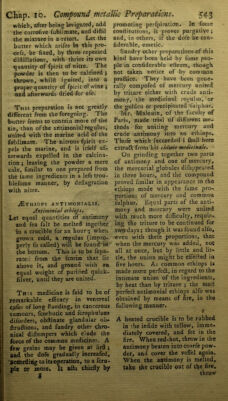 Chap. 10. Compound metallic Preparations. 543
which, after being levigated, add
the corrosive sublimate, and distil
the mixture in a retort. Let the
butter which arises in this pro-
cess, be fixed, by three repeated
distillations, with thrice its own
quantity of spirit of nitre. The
powder is then to be calcined;
thrown, whilst ignited, into a
proper quantity of spirit of wine;
and afterwards dried for use.
THIS preparation is not greatly
different from the foregoing. The
butter seems to contain more of the
nis, than of the antimonial regulus,
united with the marine acid of the
sublimate. The nitrous spirit ex-
pels the marine, and is itself af-
terwards expelled in the calcina-
tion; leaving the powder a mere
calx, similar to one prepared from
the same ingredients in a less trou-
blesome manner, by deflagration
with nitre.
ÆTHIOPS ANTIMONIALIS.
Antimonial æthiops.
Let equal quantities of antimony
and sea salt be melted together
in a crucible for an hour; when
grown cold, the regulus (impro-
perly so called) will be found in
the bottom. This is to be sepa-
rated from the scoriæ that lie
above it, and ground with an
equal weight of purified quick-
silver, until they are united.
THIS medicine is said to be of
remarkable efficacy in venereal
cases of long standing, in cancerous
tumours, scorbutic and scrophulous
disorders, obstinate glandular ob-
structions, and sundry other chro-
nical distempers which elude the
force of the common medicines. A
few grains may be given at first;
and the dose gradually increased,
according to its operation, to a scru-
ple or more. It acts chiefly by
promoting perspiration. In some
constitutions, it proves purgative;
and, in others, if the dose be con-
siderable, emetic.
Sundry other preparations of this
kind have been held by some peo-
ple in considerable esteem, though
not taken notice of by common
practice. They have been gene-
rally composed of mercury united
by triture either with crude anti-
mony, the medicinal regulus, or
the golden or precipitated sulphur.
Mr. Malouin, of the faculty of
Paris, made trial of different me-
thods for uniting mercury and
crude antimony into an ethiops.
Those which succeeded I shall here
extract from his chimie medicinale.
On grinding together two parts
of antimony and one of mercury,
the mercurial globules disappeared
in three hours, and the compound
proved similar in appearance to the
ethiops made with the same pro-
portions of mercury and common
sulphur. Equal parts of the anti-
mony and mercury were united
with much more difficulty, requir-
ing the triture to be continued for
two days; though it was found also,
even with these proportions, that
when the mercury was added, not
all at once, but by little and lit-
tle, the union might be effected in
five hours. A common ethiops is
made more perfect, in regard to the
intimate union of the ingredients,
by heat than by triture; the most
perfect antimonial ethiops also was
obtained by means of fire, in the
following manner.
A heated crucible is to be rubbed
in the inside with tallow, imme-
diately covered, and set in the
fire. When red-hot, throw in the
antimony beaten into coarse pow-
der, and cover the vessel again.
When the antimony is melted,
take the crucible out of the fire,
throw